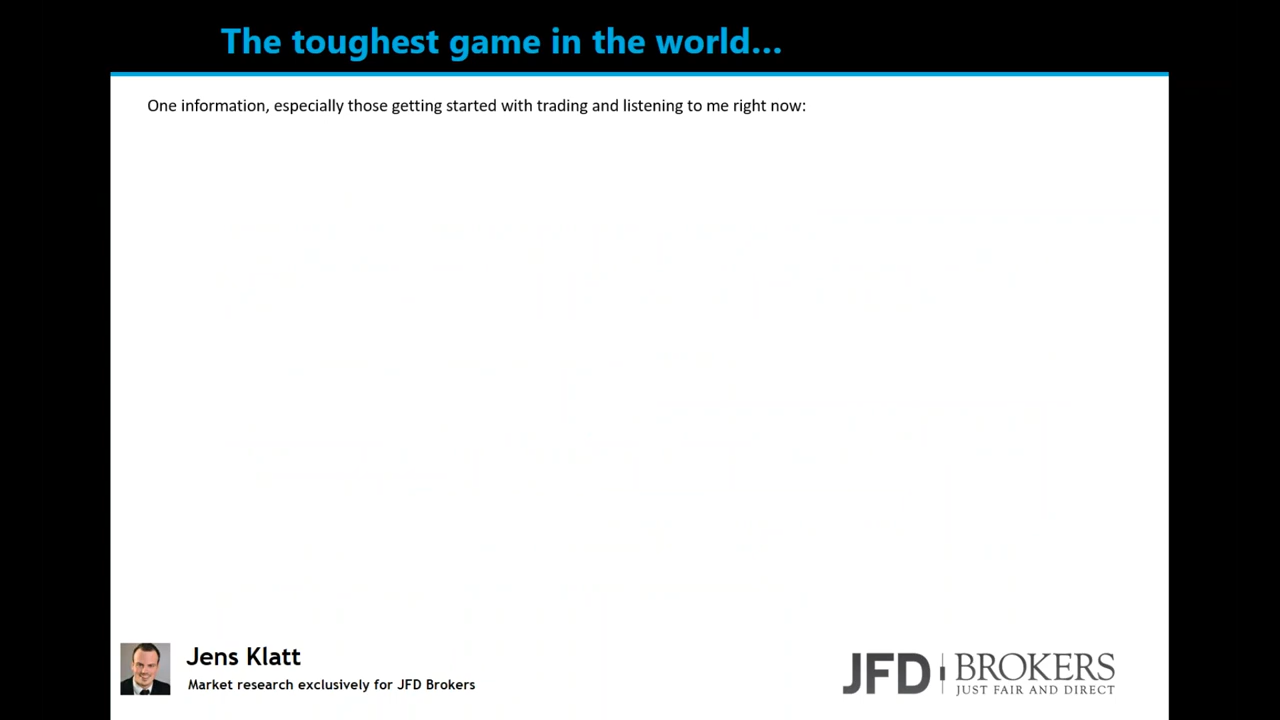 The toughest game in the world...
One information, especially those getting started with trading and listening to me right now:
Jens Klatt
Market research exclusively for JFD Brokers
JFD BROKERS
JUST FAIR AND DIRECT